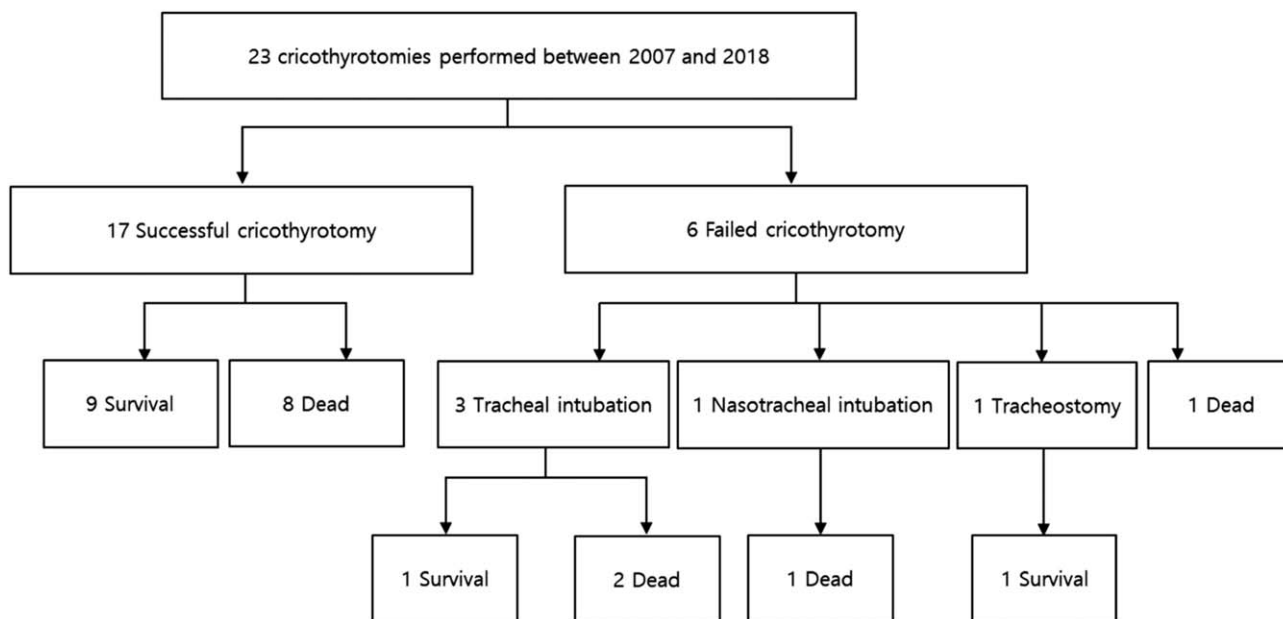 23 cricothyrotomies performed between 2007 and 2018
17 Successful cricothyrotomy
6 Failed cricothyrotomy
9 Survival
8 Dead
3 Tracheal intubation
1 Nasotracheal intubation
1 Tracheostomy
1 Dead
1 Survival
2 Dead
1 Dead
1 Survival